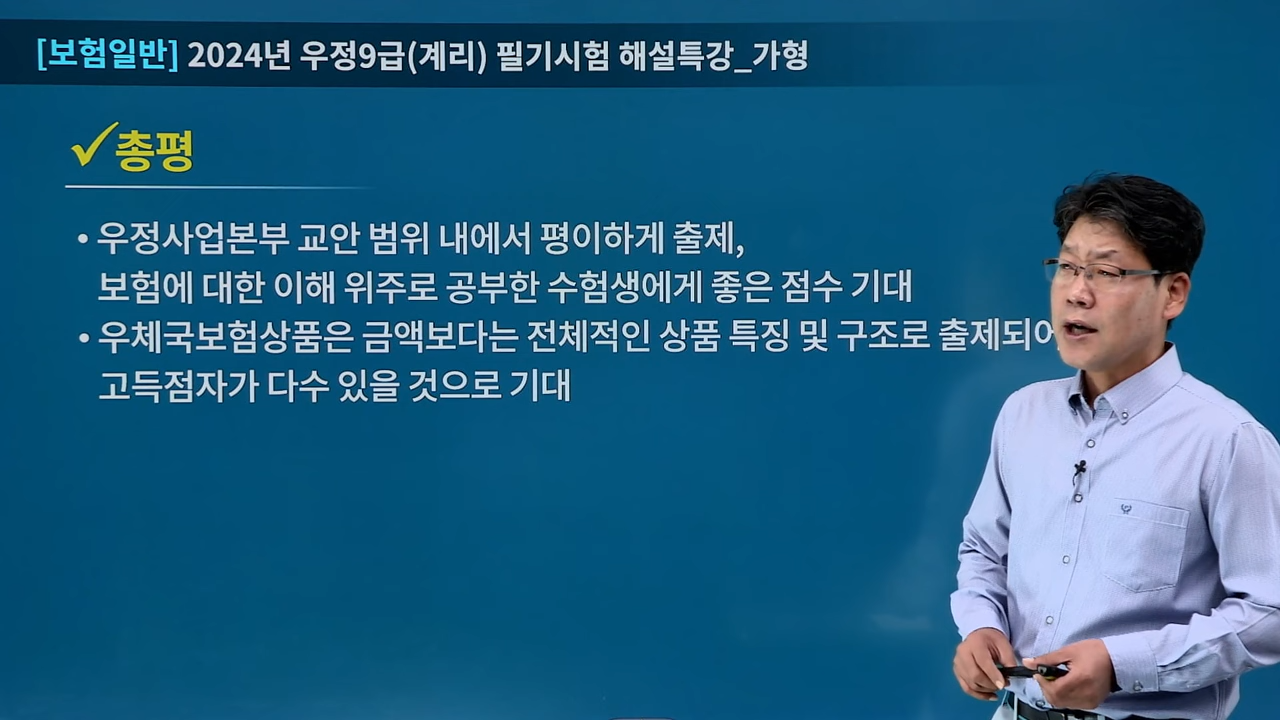 [보험일반] 2024년 우정9급(계리) 필기시험 해설특강_가형
✓총평
• 우정사업본부 교안 범위 내에서 평이하게 출제,
보험에 대한 이해 위주로 공부한 수험생에게 좋은 점수 기대
• 우체국보험상품은 금액보다는 전체적인 상품 특징 및 구조로 출제되어
고득점자가 다수 있을 것으로 기대